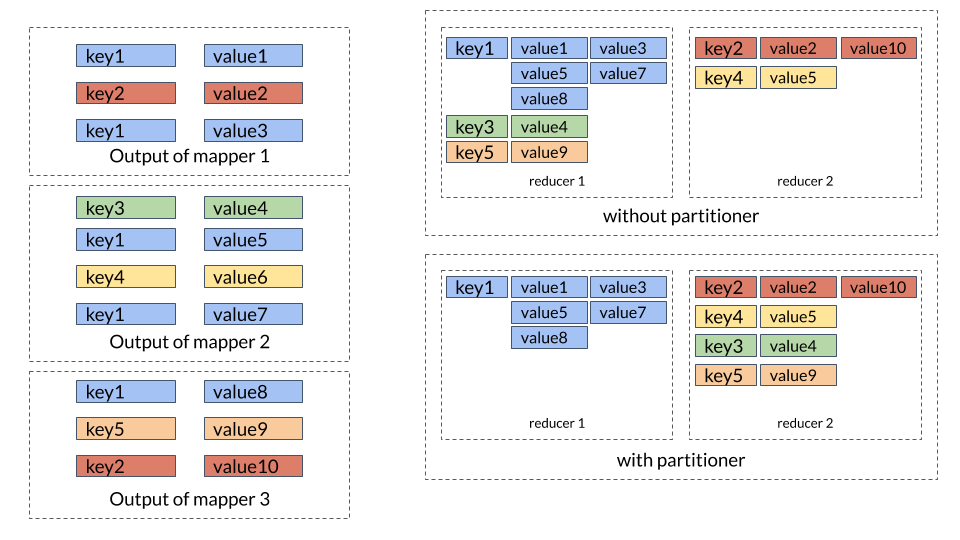 key1 value1
key2 value2
key1 value3
Output of mapper 1
key3 value4
key1 value5
key4 value6
key1 value7
Output of mapper 2
key1 value8
key5 value9
key2 value10
Output of mapper 3
key1 value1 value3
value5 value7
value8
key3 value4
key5 value9
reducer 1
key2 value2 value10
key4 value5
reducer 2
without partitioner
key1 value1 value3
value5 value7
value8
reducer 1
key2 value2 value10
key4 value5
key3 value4
key5 value9
reducer 2
with partitioner